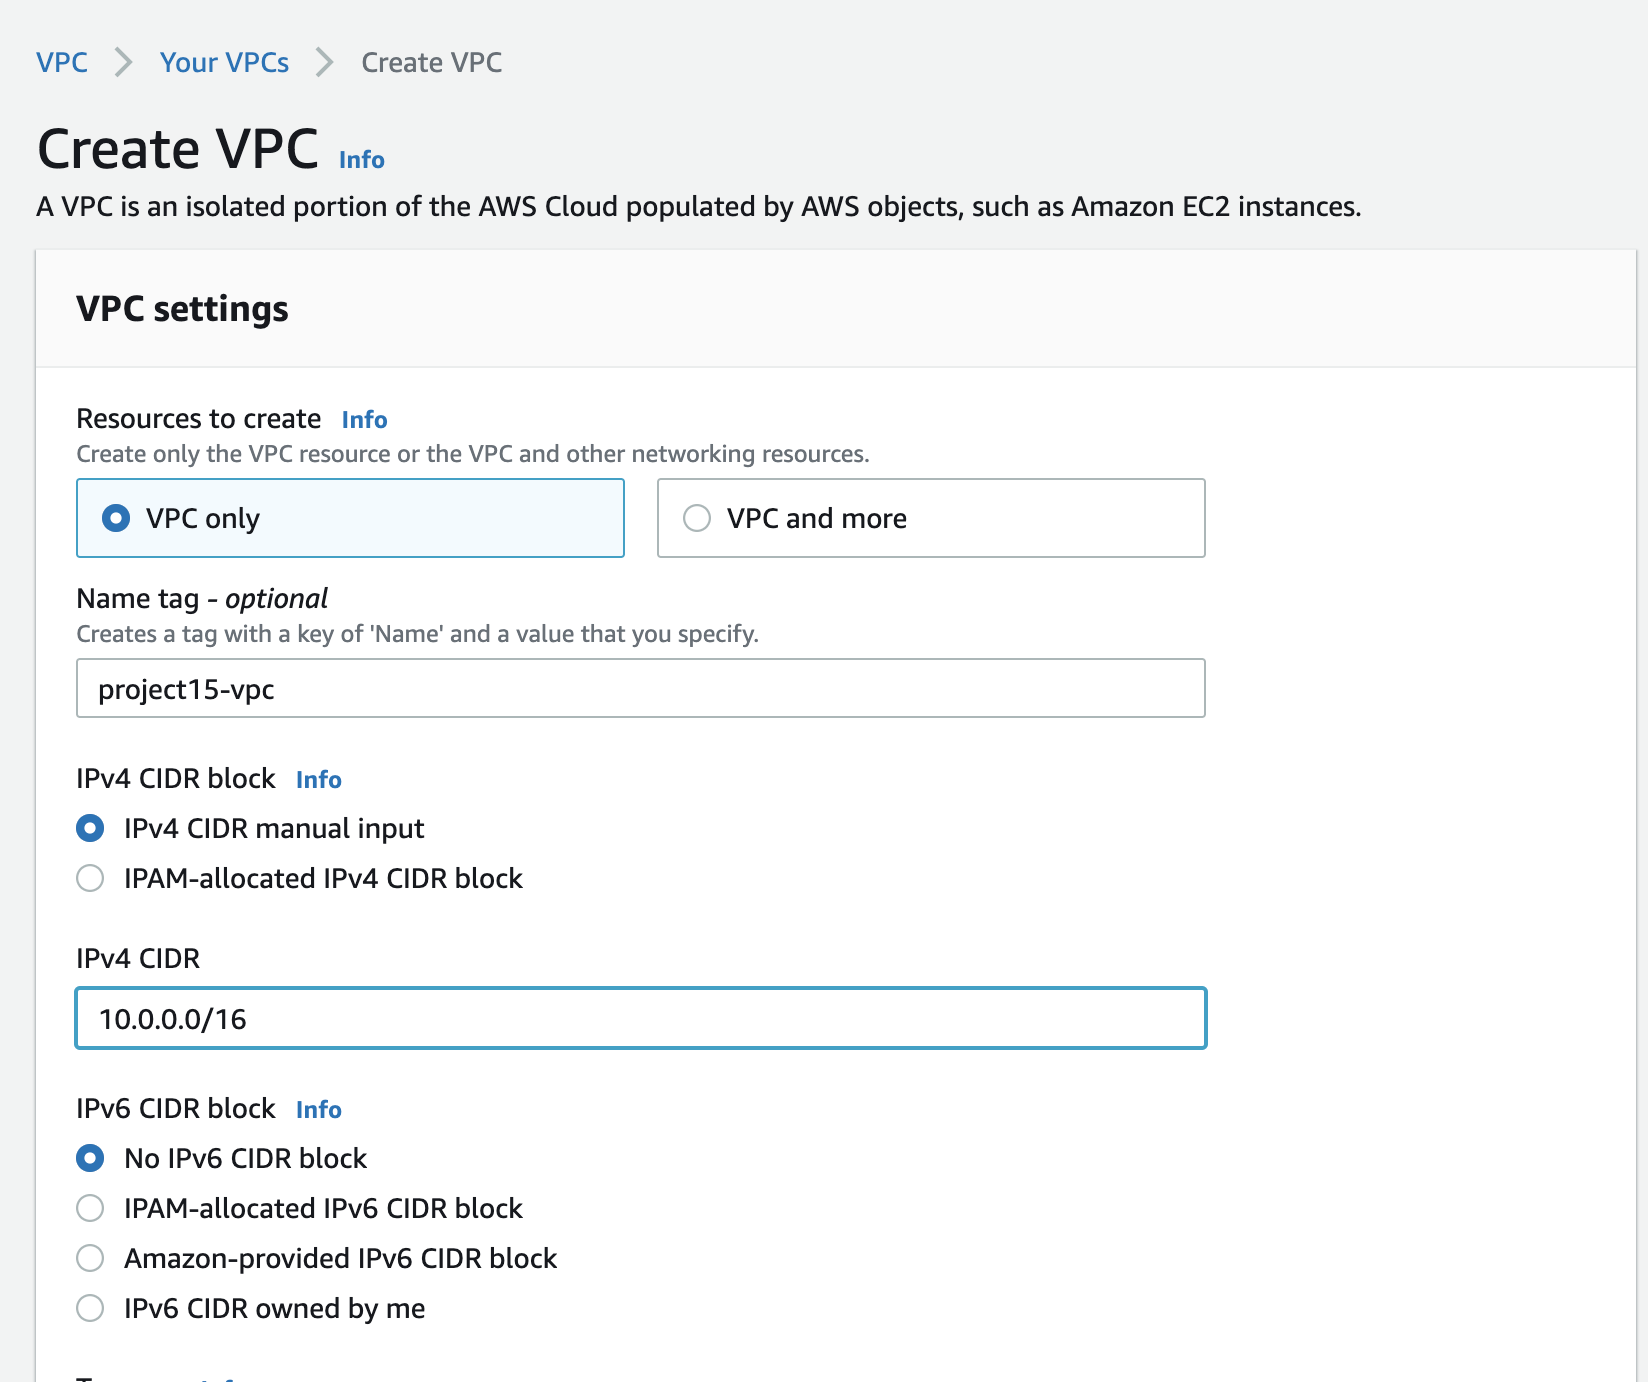 VPC > Your VPCs > Create VPC
Create VPC Info
A VPC is an isolated portion of the AWS Cloud populated by AWS objects, such as Amazon EC2 instances.
VPC settings
Resources to create Info
Create only the VPC resource or the VPC and other networking resources.
VPC only VPC and more
Name tag - optional
Creates a tag with a key of 'Name' and a value that you specify.
project15-vpc
IPv4 CIDR block Info
IPv4 CIDR manual input
IPAM-allocated IPv4 CIDR block
IPv4 CIDR
10.0.0.0/16
IPv6 CIDR block Info
No IPv6 CIDR block
IPAM-allocated IPv6 CIDR block
Amazon-provided IPv6 CIDR block
IPv6 CIDR owned by me